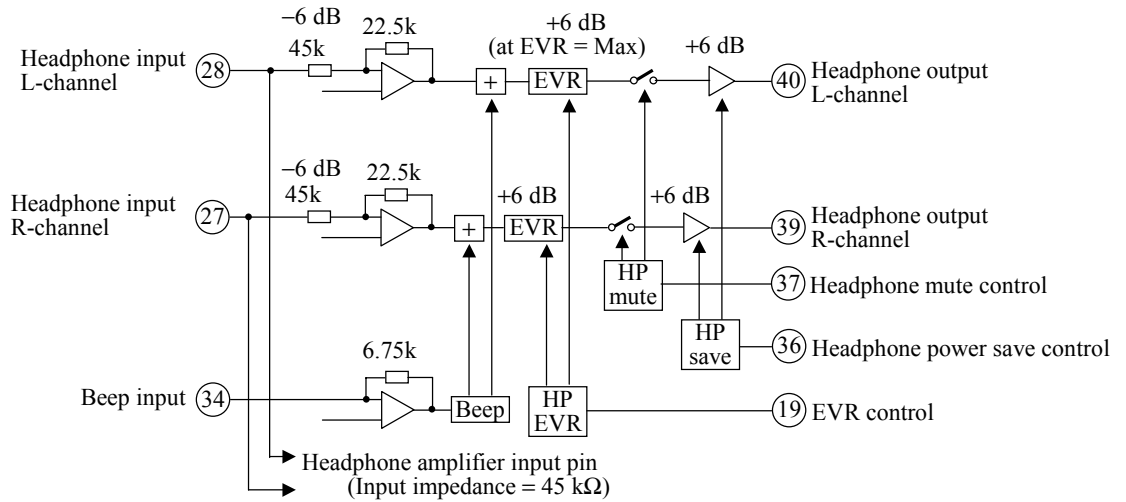 −6 dB
22.5k
+6 dB
(at EVR = Max)
+6 dB
Headphone input
L-channel
28
45k
+
EVR
40
Headphone output
L-channel
−6 dB
22.5k
+6 dB
+6 dB
Headphone input
R-channel
27
45k
+
EVR
39
Headphone output
R-channel
HP
mute
37
Headphone mute control
HP
save
36
Headphone power save control
6.75k
Beep input
34
Beep
HP
EVR
19
EVR control
Headphone amplifier input pin
(Input impedance = 45 kΩ)